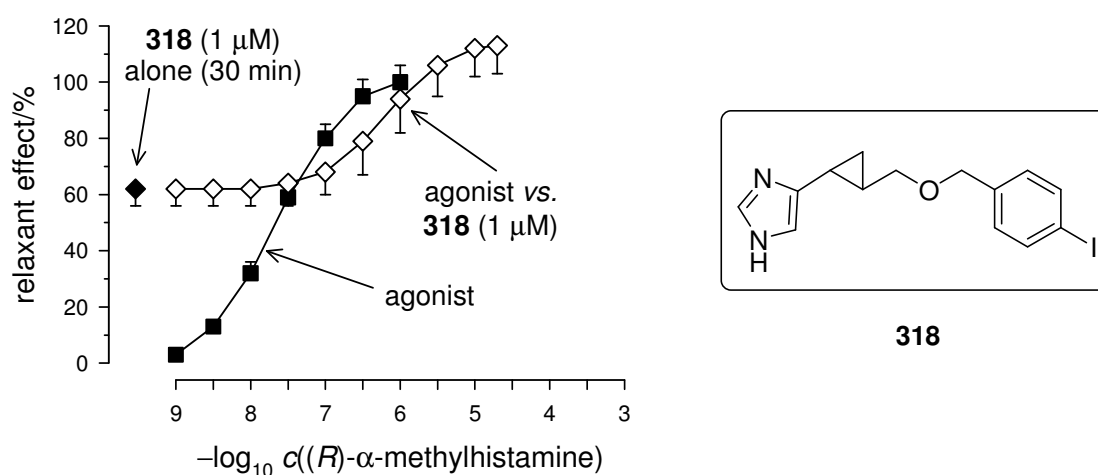 120
100
80
60
40
20
0
relaxant effect/%
318 (1 μM)
alone (30 min)
agonist vs.
318 (1 μM)
agonist
9 8 7 6 5 4 3
–log10 c((R)-α-methylhistamine)
N
N
H
O
I
318